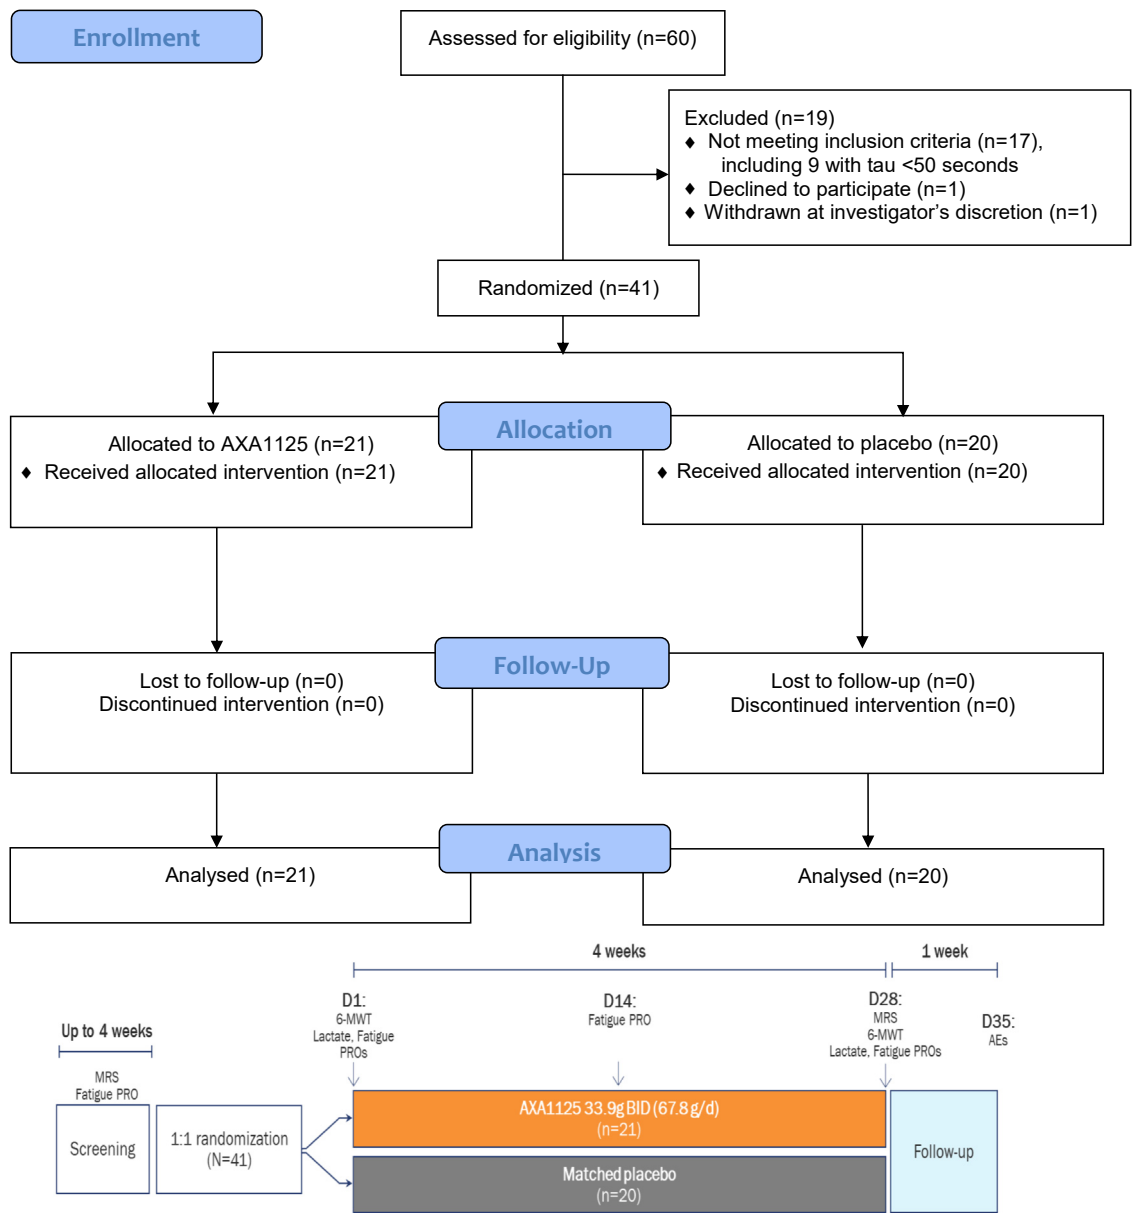 Enrollment
Assessed for eligibility (n=60)
Excluded (n=19)
♦ Not meeting inclusion criteria (n=17),
including 9 with tau <50 seconds
♦ Declined to participate (n=1)
♦ Withdrawn at investigator’s discretion (n=1)
Randomized (n=41)
Allocation
Allocated to AXA1125 (n=21)
♦ Received allocated intervention (n=21)
Allocated to placebo (n=20)
♦ Received allocated intervention (n=20)
Follow-Up
Lost to follow-up (n=0)
Discontinued intervention (n=0)
Lost to follow-up (n=0)
Discontinued intervention (n=0)
Analysis
Analysed (n=21)
Analysed (n=20)
4 weeks
1 week
Up to 4 weeks
MRS
Fatigue PRO
D1:
6-MWT
Lactate, Fatigue
PROs
D14:
Fatigue PRO
D28:
MRS
6-MWT
Lactate, Fatigue PROs
D35:
AEs
Screening
1:1 randomization
(N=41)
AXA1125 33.9g BID (67.8 g/d)
(n=21)
Matched placebo
(n=20)
Follow-up